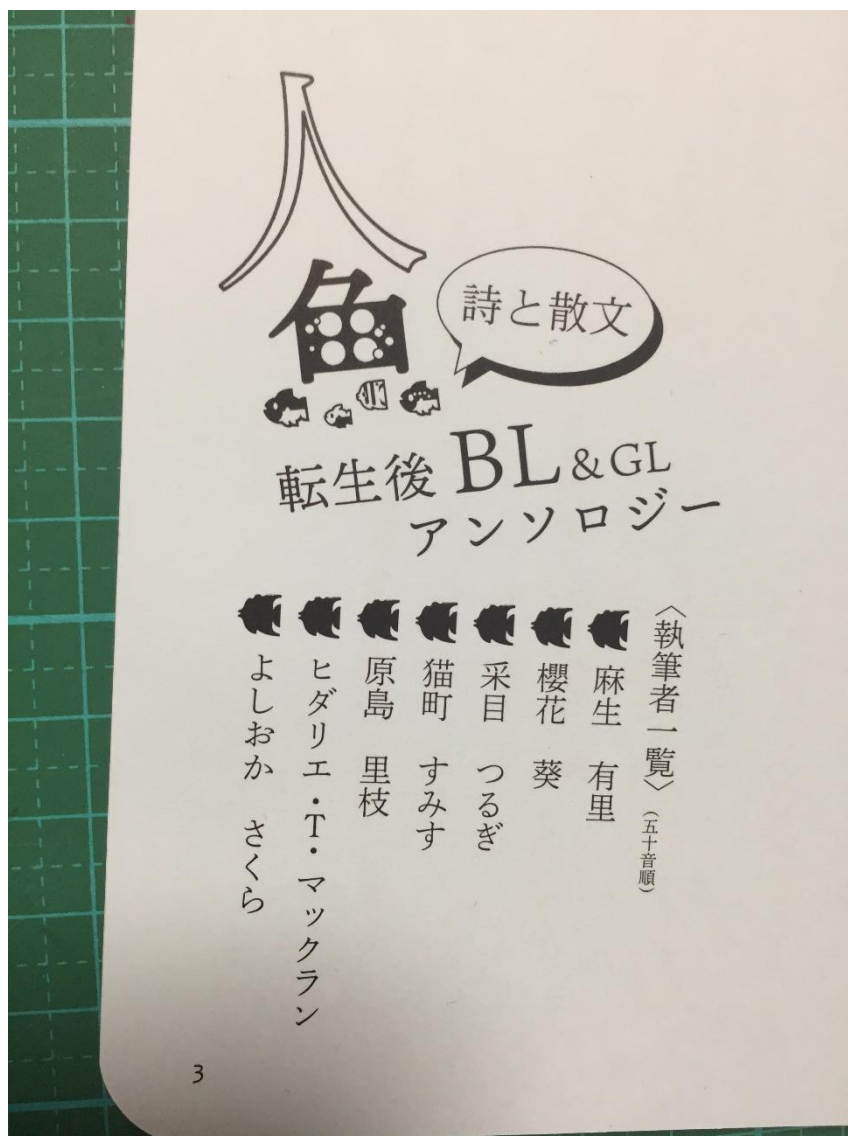 人魚
詩と散文
転生後 BL & GL
アンソロジー
〈執筆者一覧〉(五十音順)
麻生 有里
櫻花 葵
采目 つるぎ
猫町 すみす
原島 里枝
ヒダリエ・T・マックラン
よしおか さくら
3